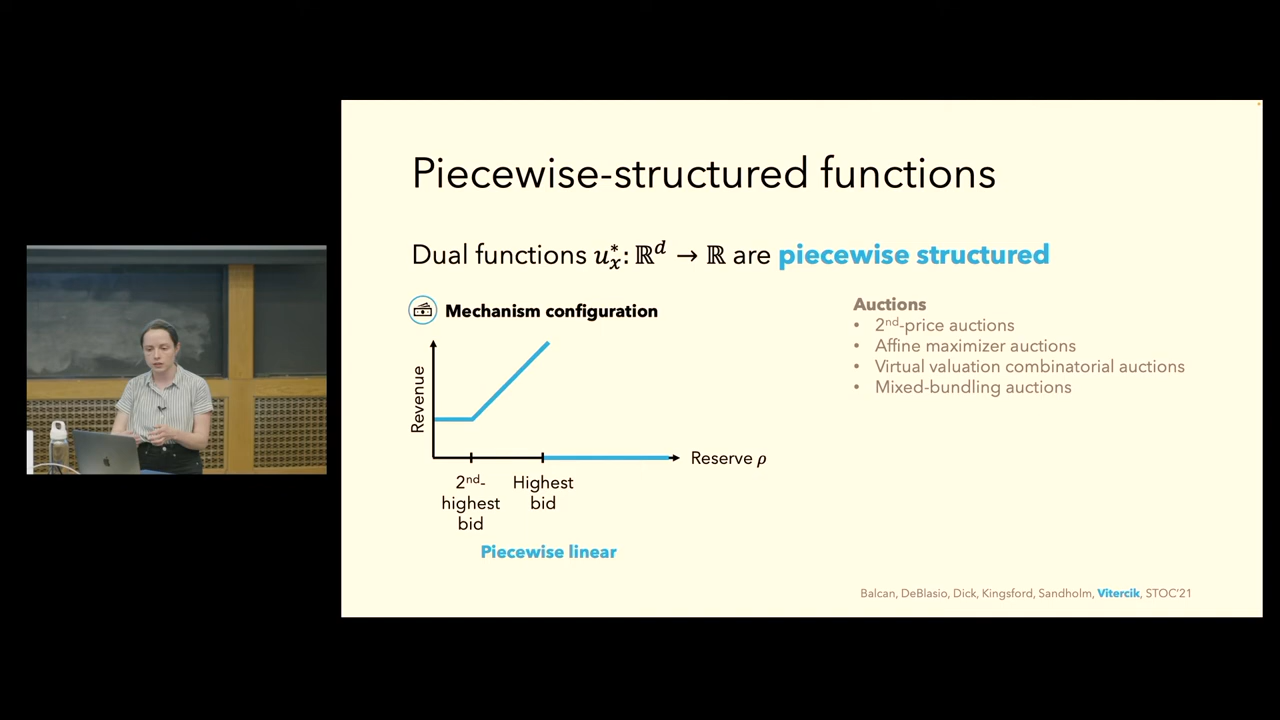 Piecewise-structured functions
Dual functions 𝑢*ₓ: ℝᵈ → ℝ are piecewise structured
Mechanism configuration
Revenue
Reserve ρ
2nd-
highest
bid
Highest
bid
Piecewise linear
Auctions
• 2nd-price auctions
• Affine maximizer auctions
• Virtual valuation combinatorial auctions
• Mixed-bundling auctions
Balcan, DeBlasio, Dick, Kingsford, Sandholm, Vitercik, STOC'21